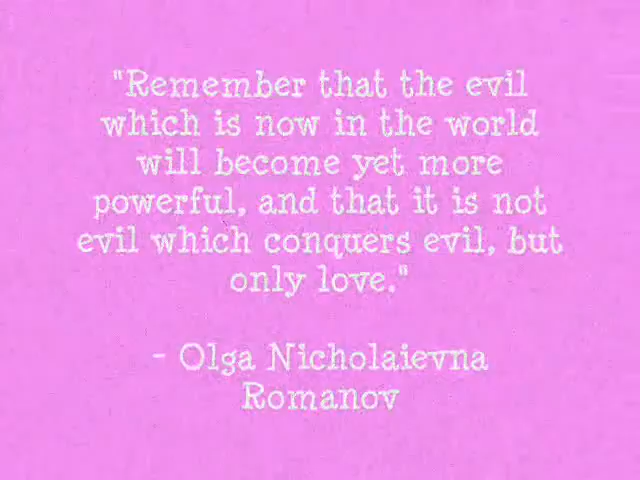 "Remember that the evil
which is now in the world
will become yet more
powerful, and that it is not
evil which conquers evil, but
only love."
- Olga Nicholaievna
Romanov